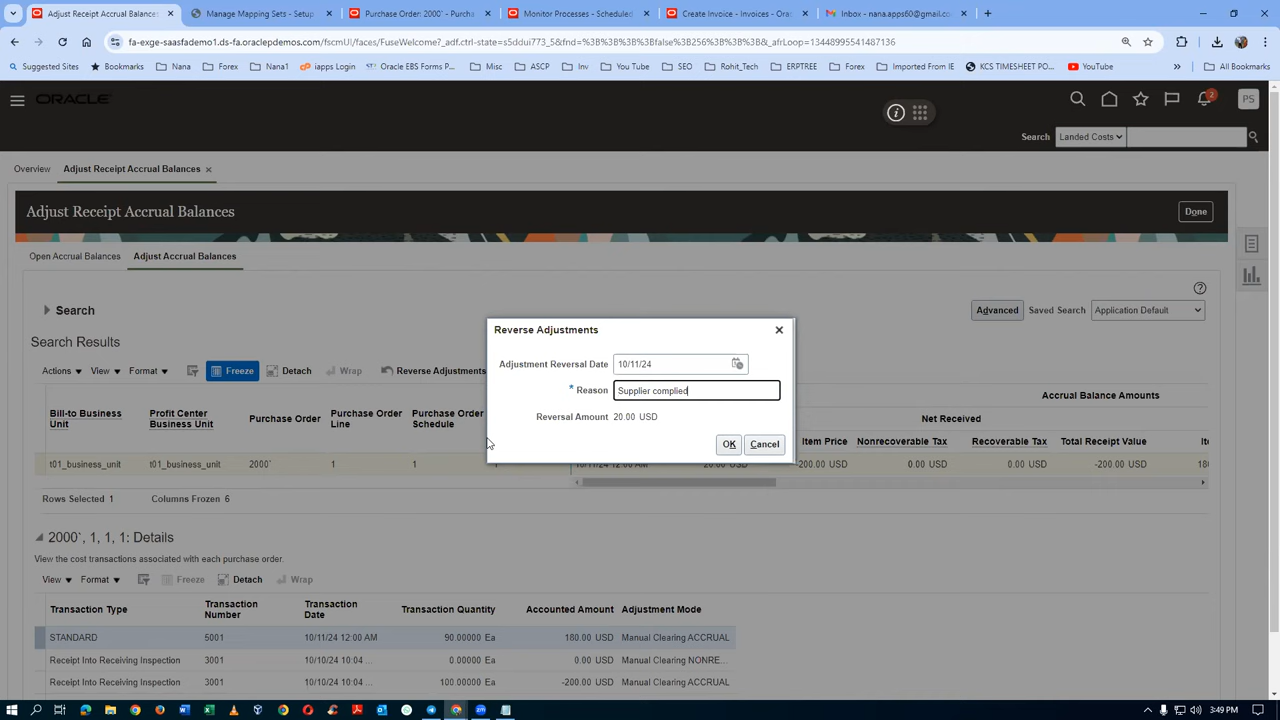 Adjust Receipt Accrual Balances
Manage Mapping Sets - Setup
Purchase Order: 2000` - Purcha
Monitor Processes - Scheduled
Create Invoice - Invoices - Ora
Inbox - nana.apps60@gmail.co
fa-exge-saasfademo1.ds-fa.oraclepdemos.com/fscmUI/faces/FuseWelcome?_adf.ctrl-state=s5ddui773_5&fnd=%3B%3B%3B%3Bfalse%3B256%3B%3B%3B&_afrLoop=13448995541487136
Suggested Sites
Bookmarks
Nana
Forex
Nana1
iapps Login
Oracle EBS Forms P...
Misc
ASCP
Inv
You Tube
SEO
Rohit_Tech
ERPTREE
Forex
Imported From IE
KCS TIMESHEET PO...
YouTube
All Bookmarks
ORACLE
2
PS
Search
Landed Costs
Overview
Adjust Receipt Accrual Balances
Adjust Receipt Accrual Balances
Done
Open Accrual Balances
Adjust Accrual Balances
Search
Advanced
Saved Search
Application Default
Search Results
Actions
View
Format
Freeze
Detach
Wrap
Reverse Adjustments
Reverse Adjustments
Adjustment Reversal Date 10/11/24
* Reason Supplier complied
Reversal Amount 20.00 USD
OK
Cancel
Accrual Balance Amounts
Net Received
Bill-to Business Unit
Profit Center Business Unit
Purchase Order
Purchase Order Line
Purchase Order Schedule
Item Price
Nonrecoverable Tax
Recoverable Tax
Total Receipt Value
Ite
t01_business_unit
t01_business_unit
2000`
1
1
1
10/11/24 12:00 AM
20.00 USD
-200.00 USD
0.00 USD
0.00 USD
-200.00 USD
180
Rows Selected 1
Columns Frozen 6
2000`, 1, 1, 1: Details
View the cost transactions associated with each purchase order.
View
Format
Freeze
Detach
Wrap
Transaction Type
Transaction Number
Transaction Date
Transaction Quantity
Accounted Amount
Adjustment Mode
STANDARD 5001 10/11/24 12:00 AM 90.00000 Ea 180.00 USD Manual Clearing ACCRUAL
Receipt Into Receiving Inspection 3001 10/10/24 10:04 ... 0.00000 Ea 0.00 USD Manual Clearing NONRE...
Receipt Into Receiving Inspection 3001 10/10/24 10:04 ... 100.00000 Ea -200.00 USD Manual Clearing ACCRUAL
3:49 PM